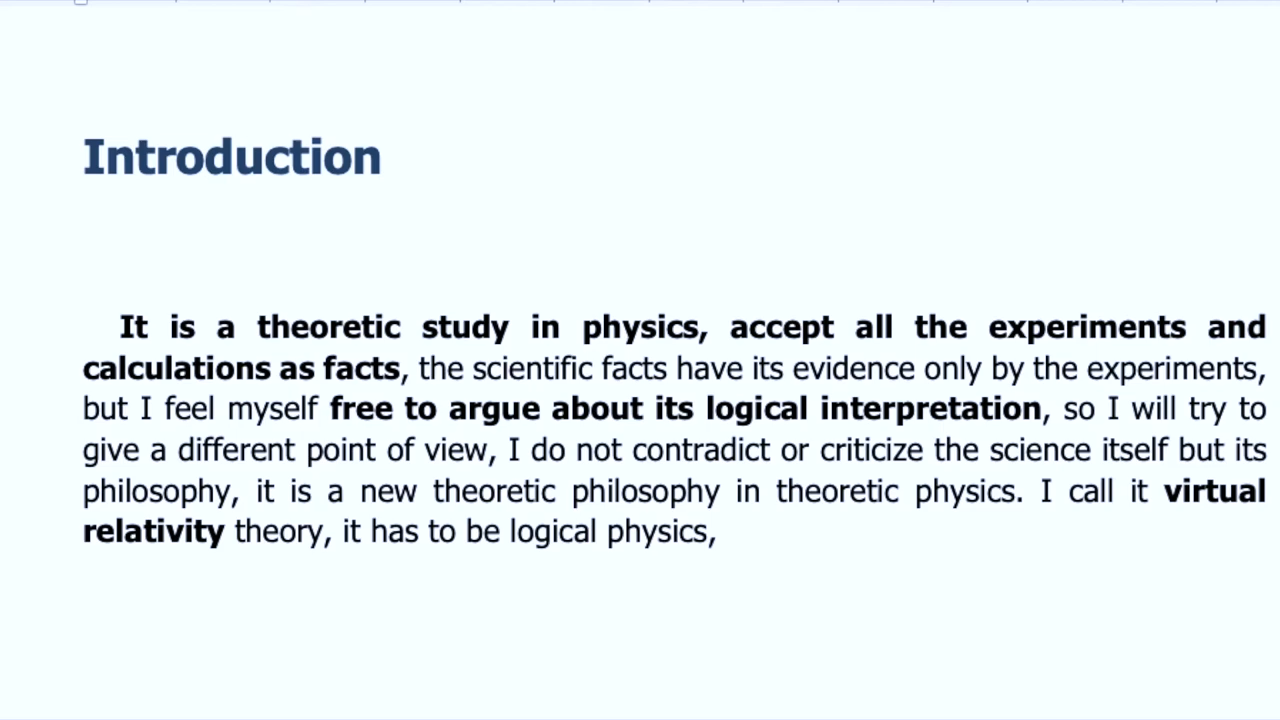 Introduction
It is a theoretic study in physics, accept all the experiments and
calculations as facts, the scientific facts have its evidence only by the experiments,
but I feel myself free to argue about its logical interpretation, so I will try to
give a different point of view, I do not contradict or criticize the science itself but its
philosophy, it is a new theoretic philosophy in theoretic physics. I call it virtual
relativity theory, it has to be logical physics,